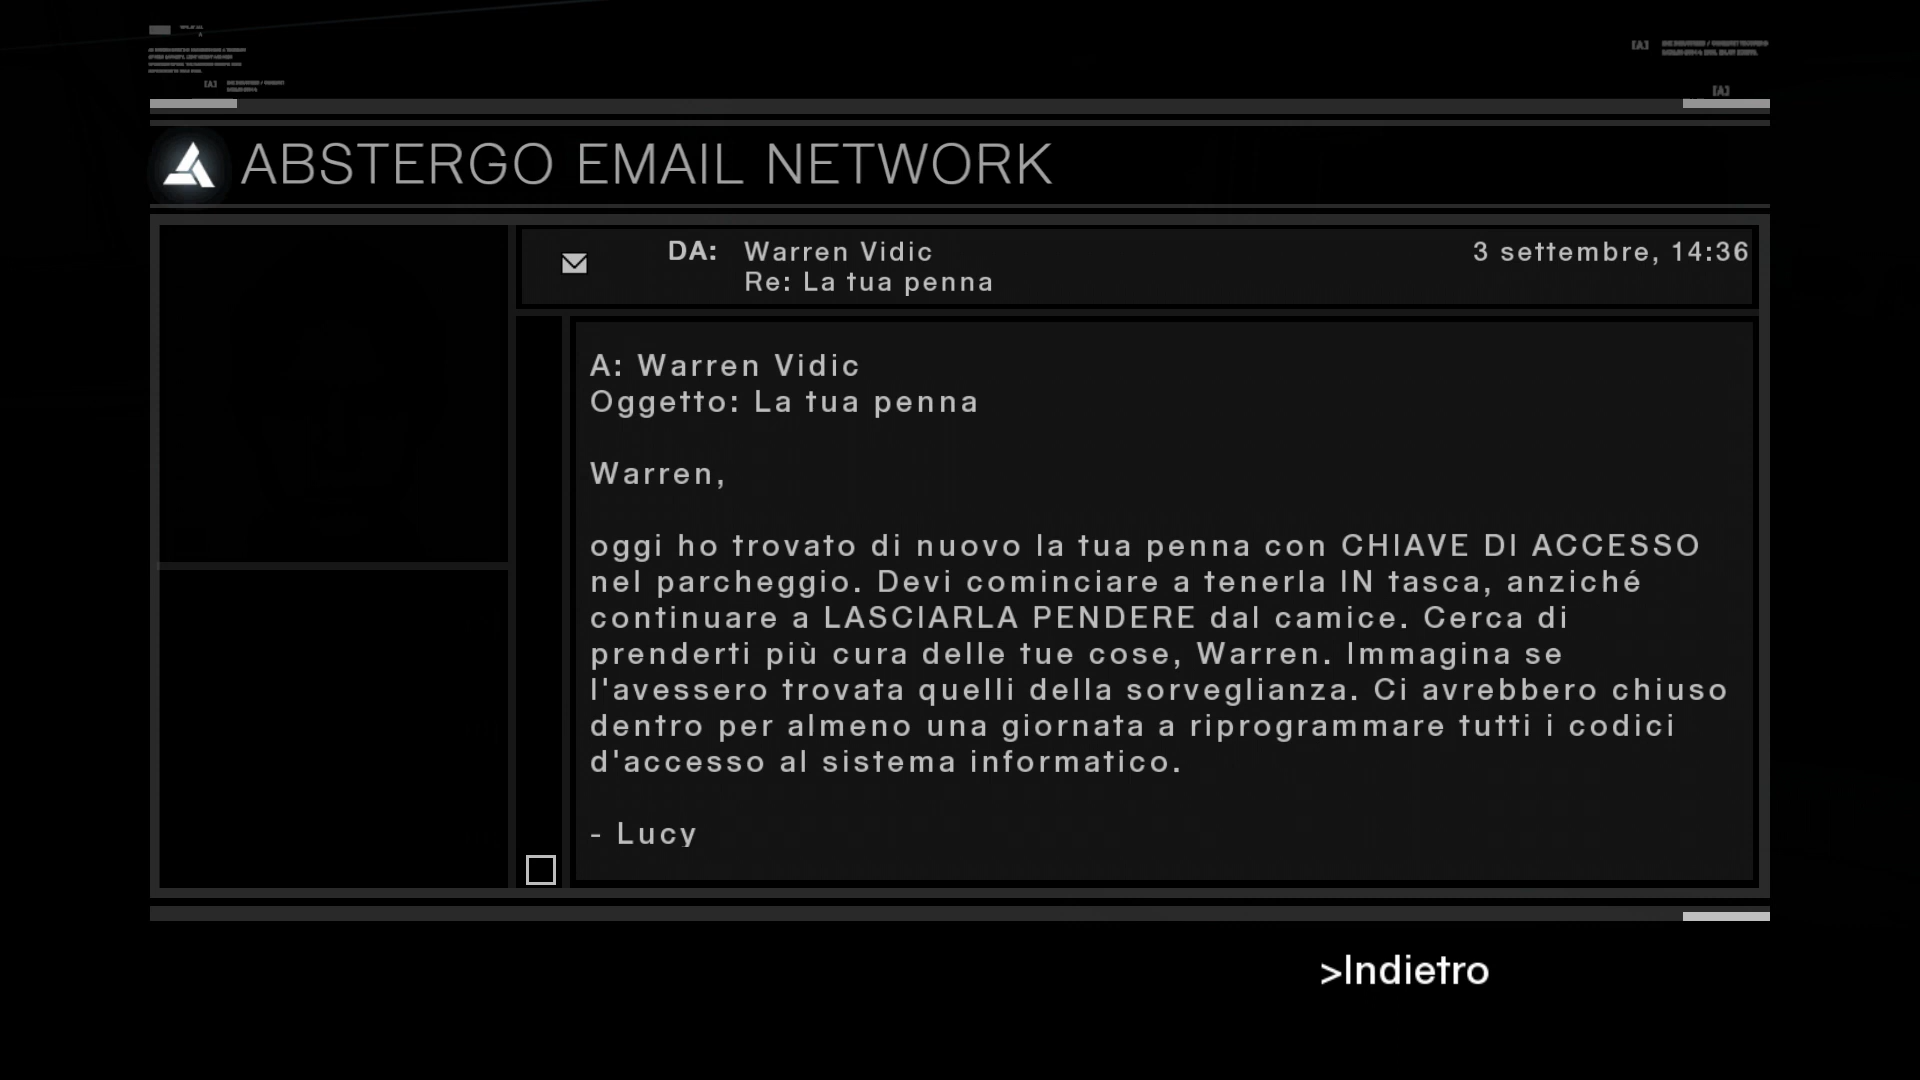 [A]
[A]
[A]
ABSTERGO EMAIL NETWORK
DA: Warren Vidic
3 settembre, 14:36
Re: La tua penna
A: Warren Vidic
Oggetto: La tua penna
Warren,
oggi ho trovato di nuovo la tua penna con CHIAVE DI ACCESSO
nel parcheggio. Devi cominciare a tenerla IN tasca, anziché
continuare a LASCIARLA PENDERE dal camice. Cerca di
prenderti più cura delle tue cose, Warren. Immagina se
l'avessero trovata quelli della sorveglianza. Ci avrebbero chiuso
dentro per almeno una giornata a riprogrammare tutti i codici
d'accesso al sistema informatico.
- Lucy
>Indietro